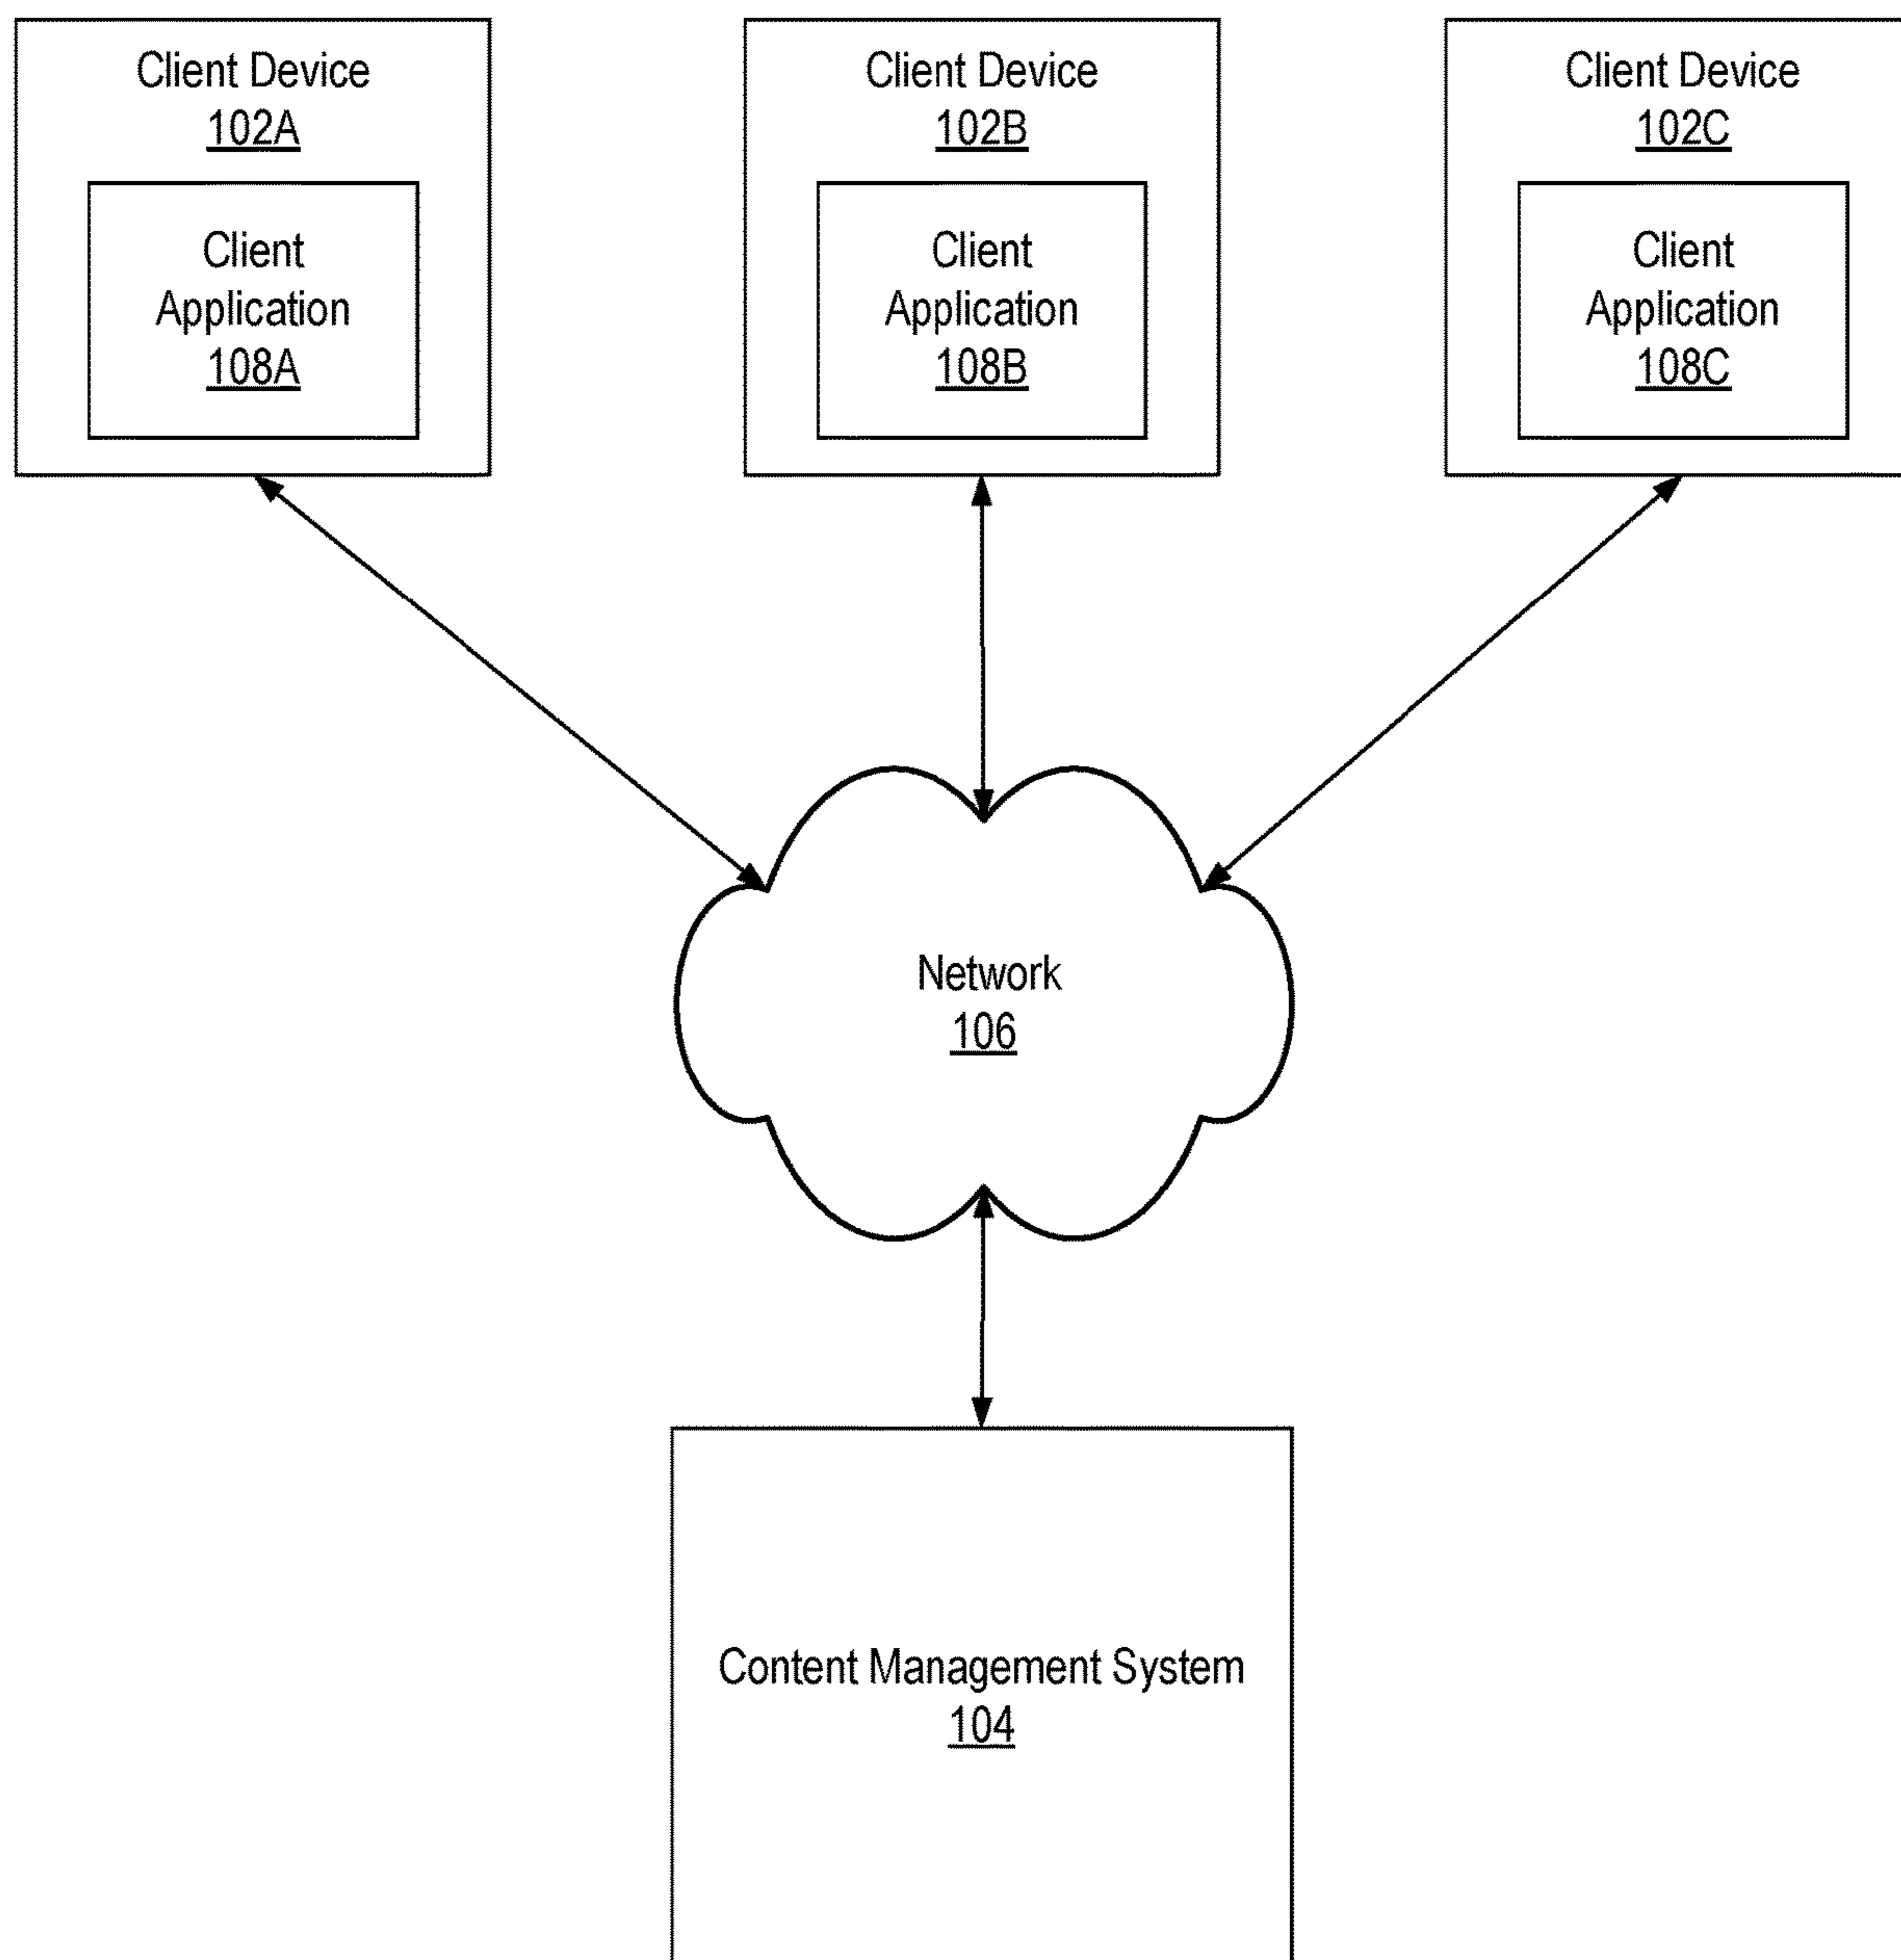 Client Device
102A
Client
Application
108A
Client Device
102B
Client
Application
108B
Client Device
102C
Client
Application
108C
Network
106
Content Management System
104